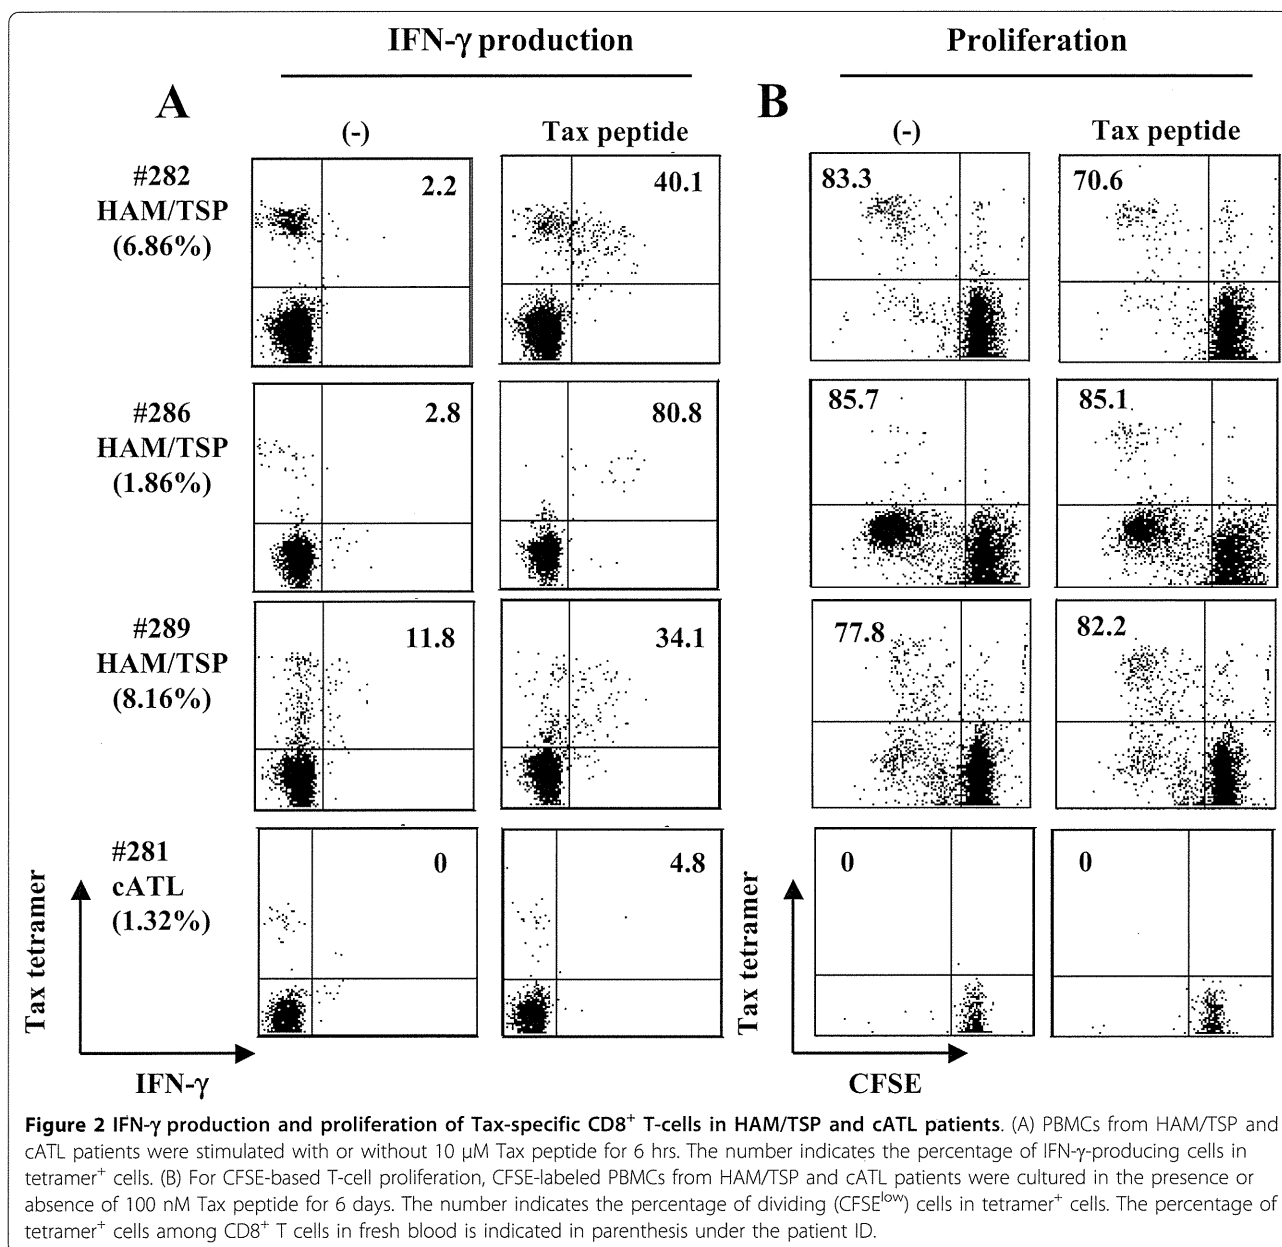 IFN-γ production
Proliferation
A
B
(-)
Tax peptide
(-)
Tax peptide
#282
HAM/TSP
(6.86%)
2.2
40.1
83.3
70.6
#286
HAM/TSP
(1.86%)
2.8
80.8
85.7
85.1
#289
HAM/TSP
(8.16%)
11.8
34.1
77.8
82.2
#281
cATL
(1.32%)
0
4.8
0
0
Tax tetramer
Tax tetramer
IFN-γ
CFSE
Figure 2 IFN-γ production and proliferation of Tax-specific CD8⁺ T-cells in HAM/TSP and cATL patients. (A) PBMCs from HAM/TSP and
cATL patients were stimulated with or without 10 μM Tax peptide for 6 hrs. The number indicates the percentage of IFN-γ-producing cells in
tetramer⁺ cells. (B) For CFSE-based T-cell proliferation, CFSE-labeled PBMCs from HAM/TSP and cATL patients were cultured in the presence or
absence of 100 nM Tax peptide for 6 days. The number indicates the percentage of dividing (CFSEˡᵒʷ) cells in tetramer⁺ cells. The percentage of
tetramer⁺ cells among CD8⁺ T cells in fresh blood is indicated in parenthesis under the patient ID.